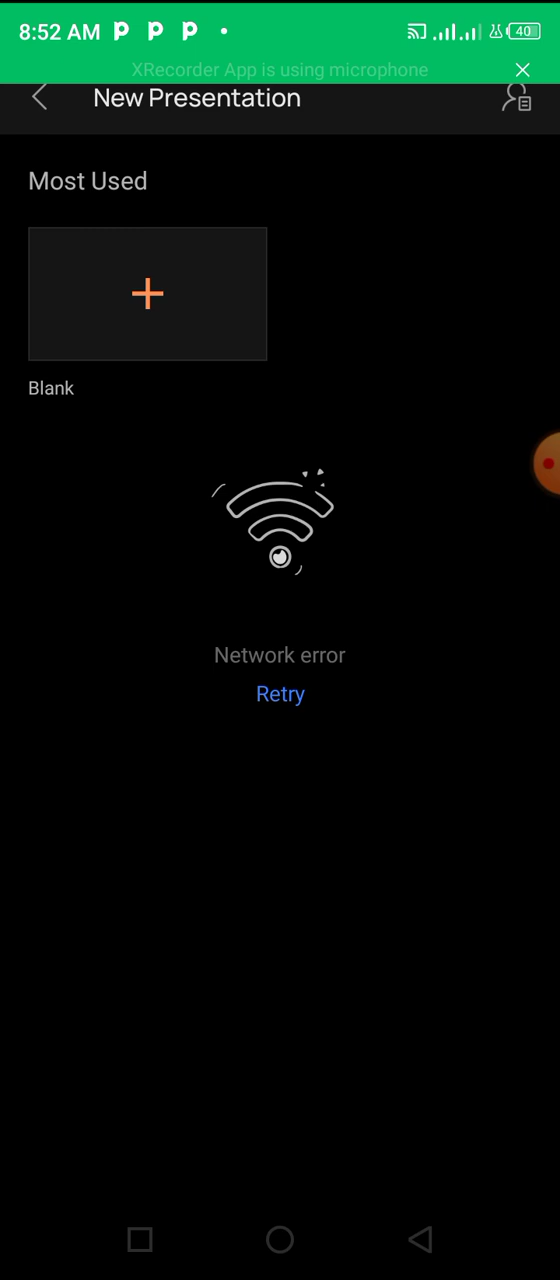 8:52 AM
40
XRecorder App is using microphone
New Presentation
Most Used
Blank
Network error
Retry